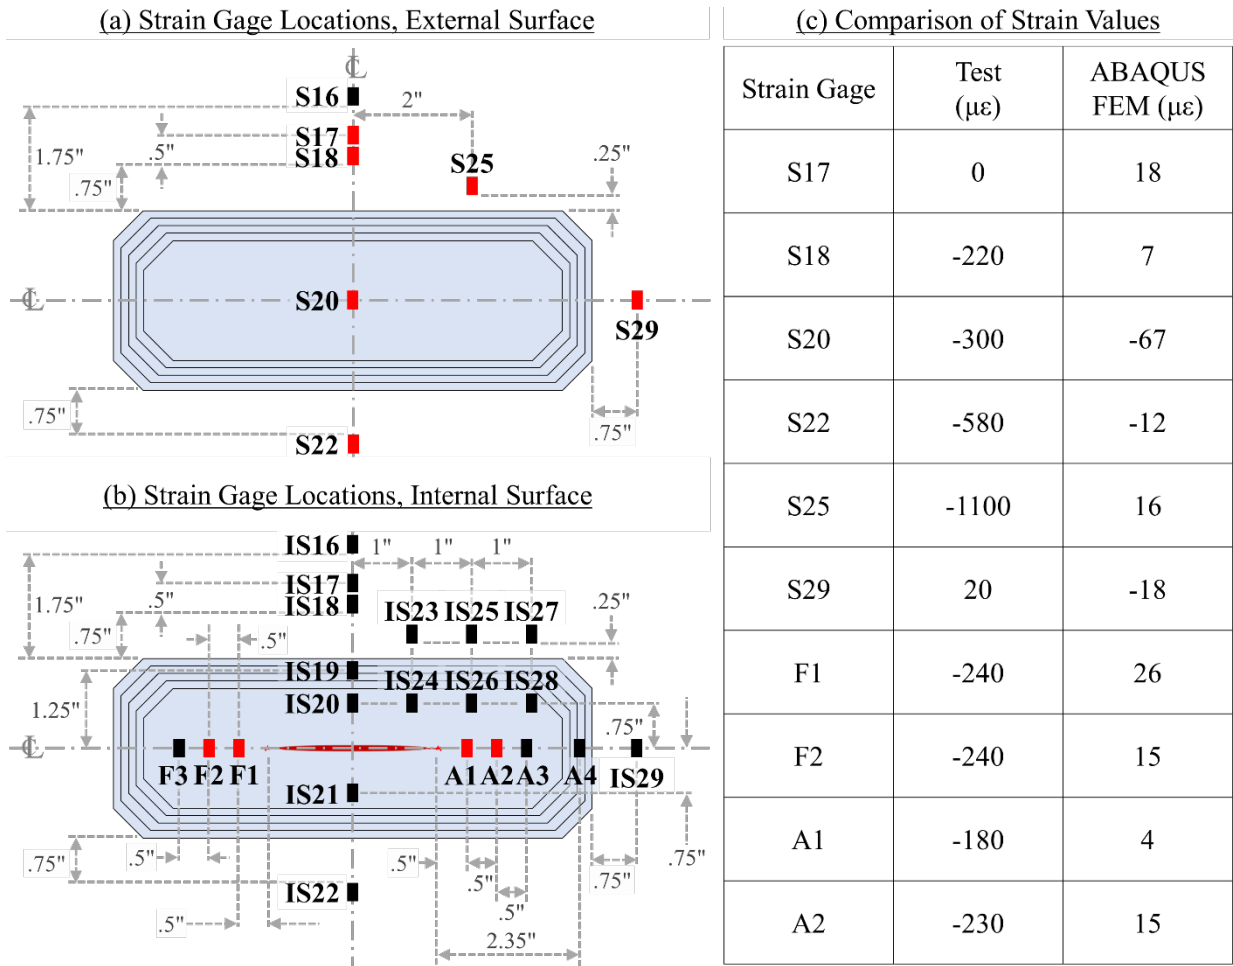 (a) Strain Gage Locations, External Surface
℄
S16
2"
S17
.5"
S18
1.75"
.75"
S25
.25"
℄
S20
S29
.75"
.75"
S22
(b) Strain Gage Locations, Internal Surface
IS16
1" 1" 1"
IS17
.5"
IS18
1.75"
.75"
.5"
IS23 IS25 IS27
.25"
IS19
IS24 IS26 IS28
IS20
1.25"
.75"
℄
F3 F2 F1
A1 A2 A3 A4 IS29
IS21
.75"
.5"
.5"
.5"
.75"
.75"
IS22
.5"
.5"
2.35"
(c) Comparison of Strain Values
Strain Gage Test (µε) ABAQUS FEM (µε)
S17 0 18
S18 -220 7
S20 -300 -67
S22 -580 -12
S25 -1100 16
S29 20 -18
F1 -240 26
F2 -240 15
A1 -180 4
A2 -230 15